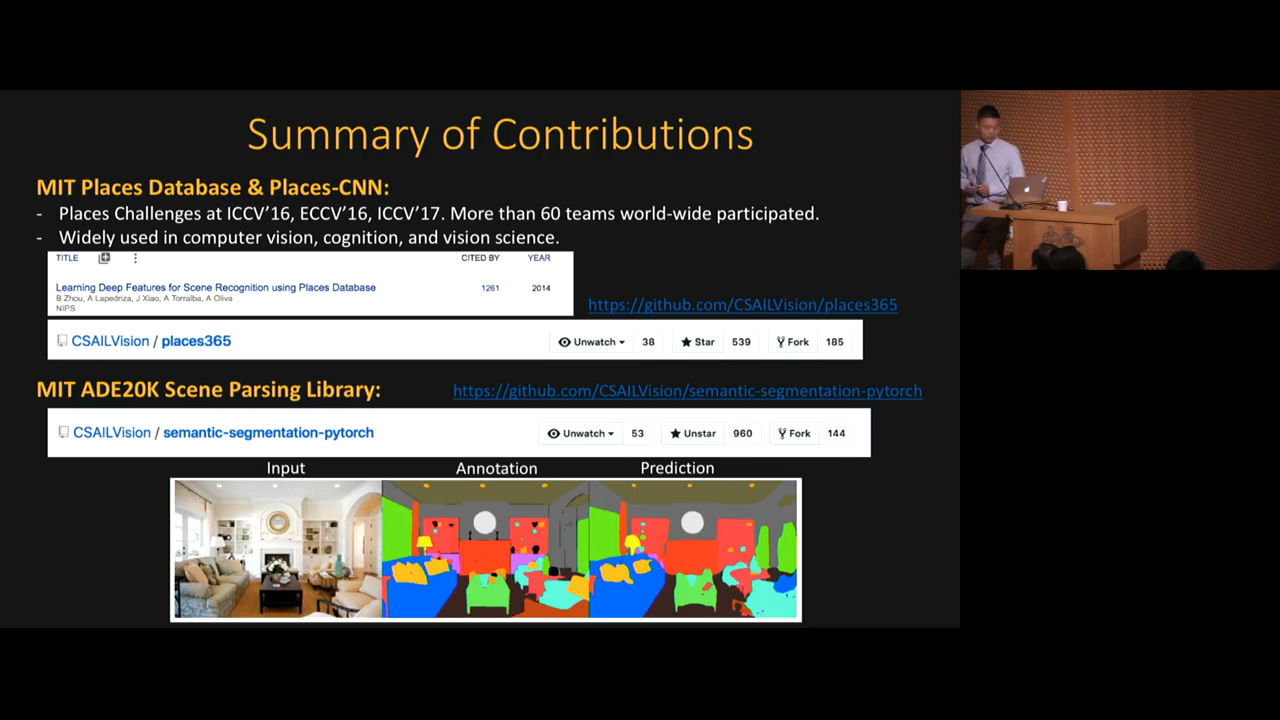 Summary of Contributions
MIT Places Database & Places-CNN:
- Places Challenges at ICCV’16, ECCV’16, ICCV’17. More than 60 teams world-wide participated.
- Widely used in computer vision, cognition, and vision science.
TITLE CITED BY YEAR
Learning Deep Features for Scene Recognition using Places Database 1261 2014
B Zhou, A Lapedriza, J Xiao, A Torralba, A Oliva
NIPS
https://github.com/CSAILVision/places365
CSAILVision / places365 Unwatch 38 Star 539 Fork 185
MIT ADE20K Scene Parsing Library: https://github.com/CSAILVision/semantic-segmentation-pytorch
CSAILVision / semantic-segmentation-pytorch Unwatch 53 Unstar 960 Fork 144
Input Annotation Prediction